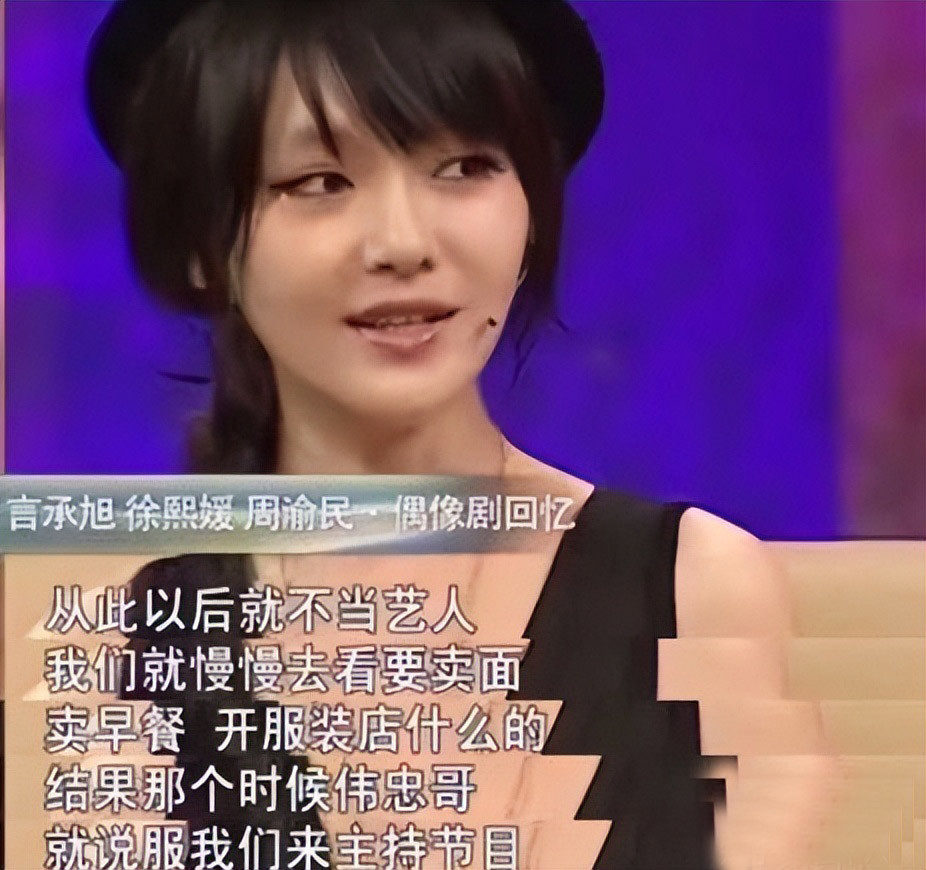 言承旭 徐熙媛 周渝民·偶像剧回忆
从此以后就不当艺人
我们就慢慢去看要卖面
卖早餐 开服装店什么的
结果那个时候伟忠哥
就说服我们来主持节目